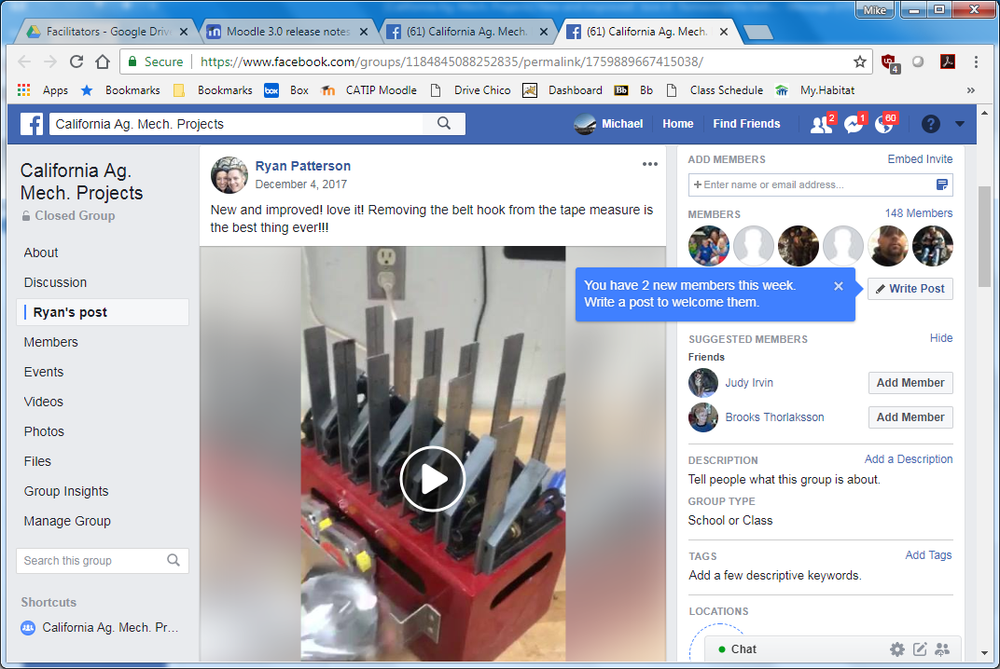 Mike
Facilitators - Google Drive
Moodle 3.0 release notes
(61) California Ag. Mech.
(61) California Ag. Mech.
Secure
https://www.facebook.com/groups/1184845088252835/permalink/1759889667415038/
4
Apps
Bookmarks
Bookmarks
box
Box
CATIP Moodle
Drive Chico
Dashboard
Bb
Bb
Class Schedule
My.Habitat
»
California Ag. Mech. Projects
Michael
Home
Find Friends
2
1
60
California Ag.
Mech. Projects
Closed Group
About
Discussion
Ryan's post
Members
Events
Videos
Photos
Files
Group Insights
Manage Group
Search this group
Shortcuts
California Ag. Mech. Pr...
Ryan Patterson
December 4, 2017
New and improved! love it! Removing the belt hook from the tape measure is
the best thing ever!!!
ADD MEMBERS
Embed Invite
+ Enter name or email address...
MEMBERS
148 Members
You have 2 new members this week.
Write a post to welcome them.
Write Post
SUGGESTED MEMBERS
Hide
Friends
Judy Irvin
Add Member
Brooks Thorlaksson
Add Member
DESCRIPTION
Add a Description
Tell people what this group is about.
GROUP TYPE
School or Class
TAGS
Add Tags
Add a few descriptive keywords.
LOCATIONS
Chat